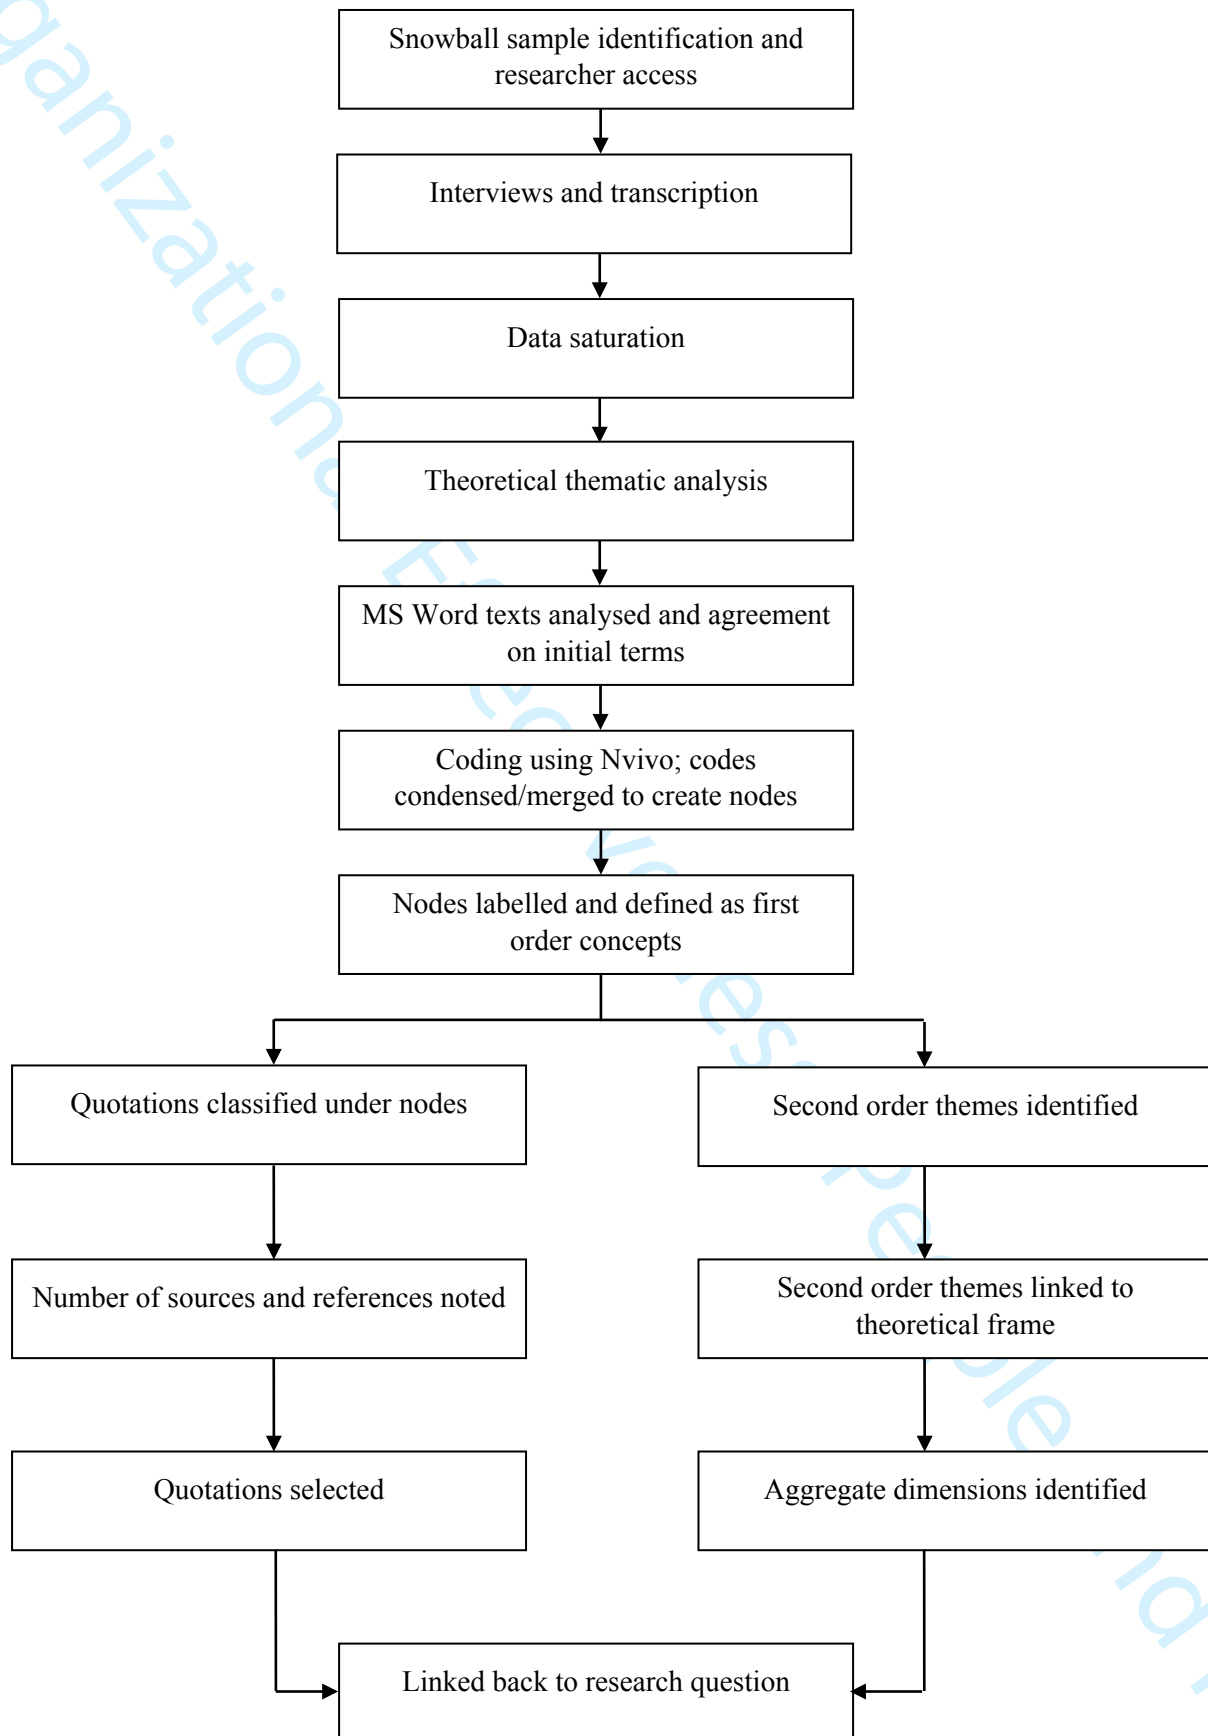 Snowball sample identification and
researcher access
Interviews and transcription
Data saturation
Theoretical thematic analysis
MS Word texts analysed and agreement
on initial terms
Coding using Nvivo; codes
condensed/merged to create nodes
Nodes labelled and defined as first
order concepts
Quotations classified under nodes
Second order themes identified
Number of sources and references noted
Second order themes linked to
theoretical frame
Quotations selected
Aggregate dimensions identified
Linked back to research question